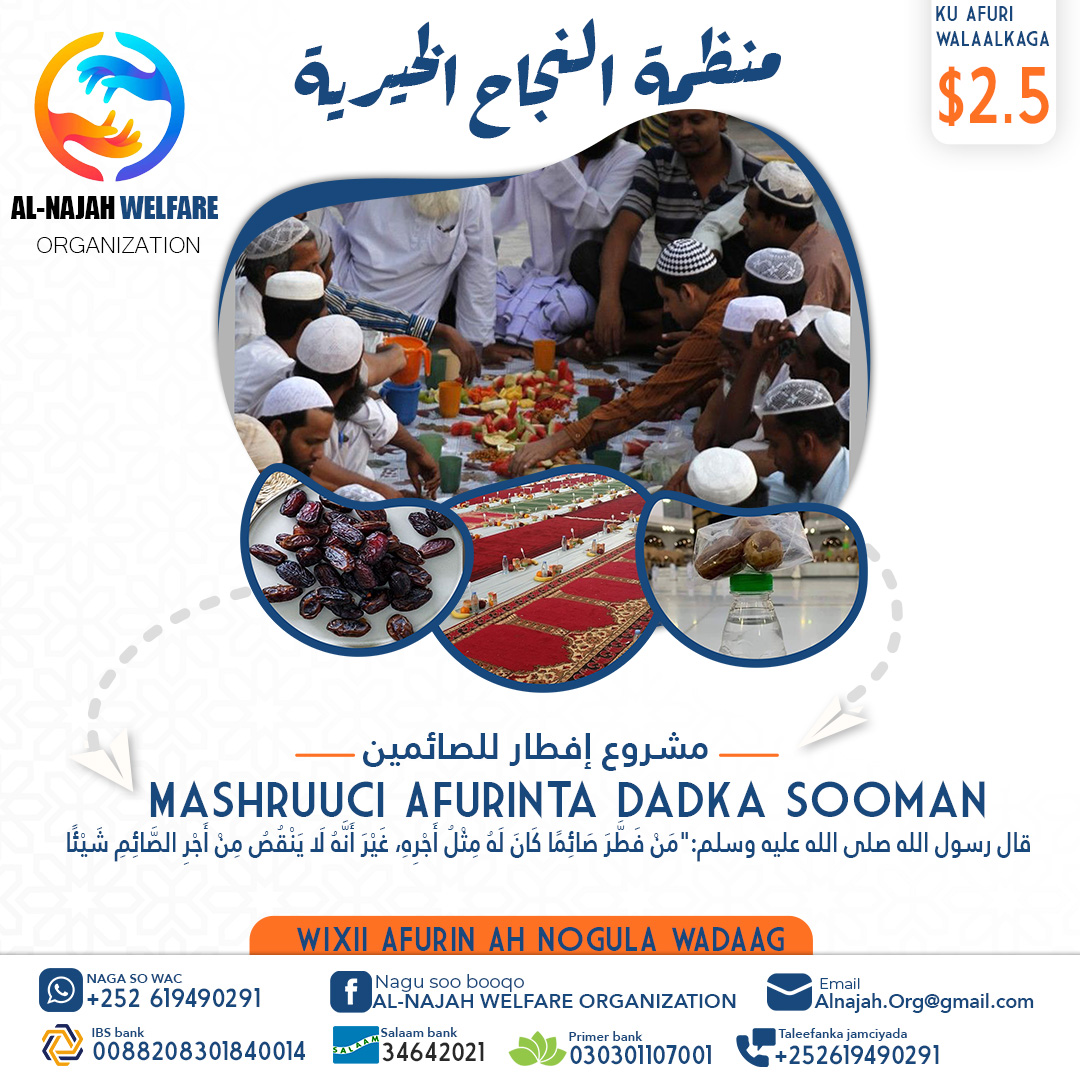 KU AFURI
WALAALKAGA
$2.5
منظمة النجاح الخيرية
AL-NAJAH WELFARE
ORGANIZATION
مشروع إفطار للصائمين
MASHRUUCI AFURINTA DADKA SOOMAN
قال رسول الله صلى الله عليه وسلم:"مَنْ فَطَّرَ صَائِمًا كَانَ لَهُ مِثْلُ أَجْرِهِ، غَيْرَ أَنَّهُ لَا يَنْقُصُ مِنْ أَجْرِ الصَّائِمِ شَيْئًا
WIXII AFURIN AH NOGULA WADAAG
NAGA SO WAC
+252 619490291
Nagu soo booqo
AL-NAJAH WELFARE ORGANIZATION
Email
Alnajah.Org@gmail.com
IBS bank
0088208301840014
SALAAM
Salaam bank
34642021
Primer bank
030301107001
Taleefanka jamciyada
+252619490291